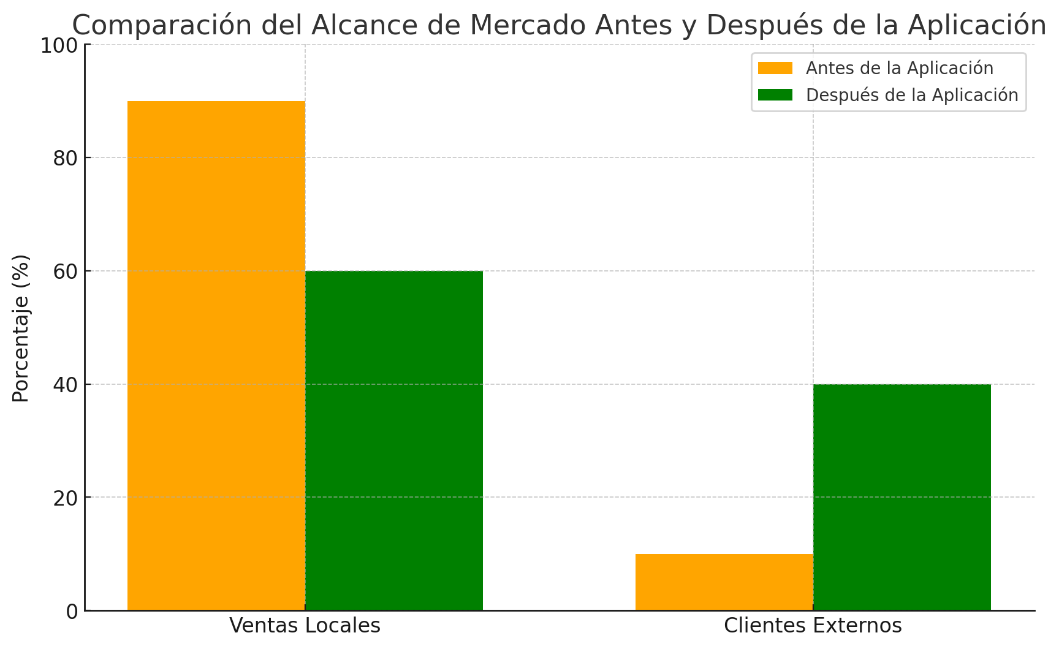 Comparación del Alcance de Mercado Antes y Después de la Aplicación
Antes de la Aplicación
Después de la Aplicación
Porcentaje (%)
100
80
60
40
20
0
Ventas Locales
Clientes Externos